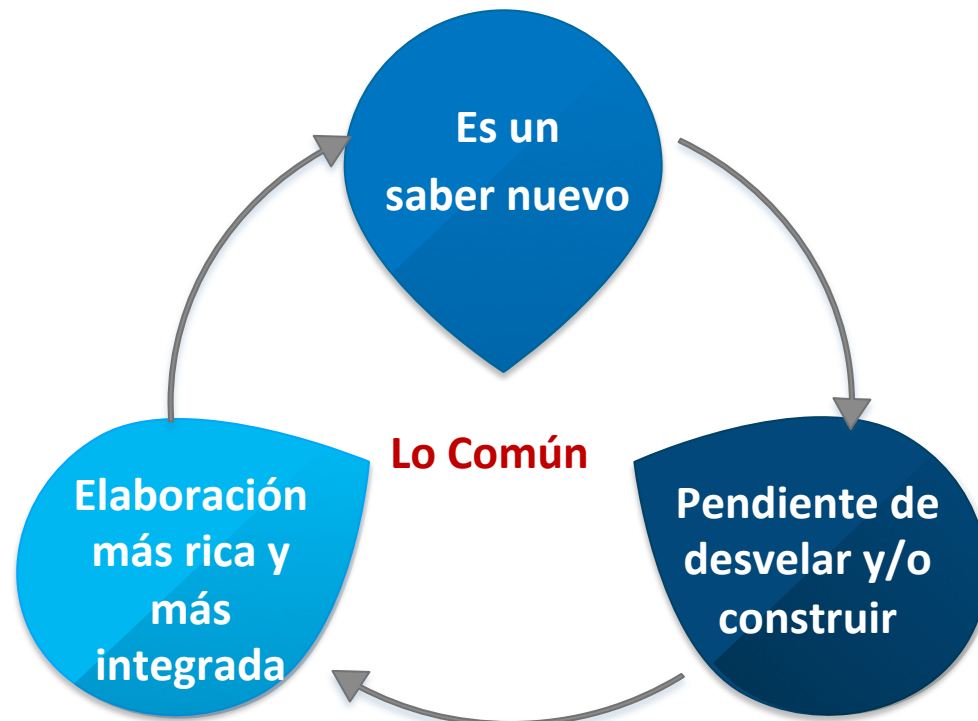 Es un
saber nuevo
Lo Común
Elaboración
más rica y
más
integrada
Pendiente de
desvelar y/o
construir